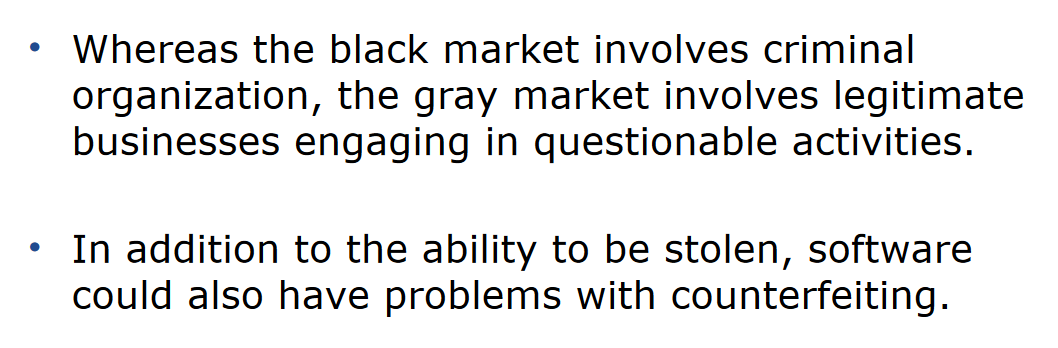 • Whereas the black market involves criminal
organization, the gray market involves legitimate
businesses engaging in questionable activities.
• In addition to the ability to be stolen, software
could also have problems with counterfeiting.